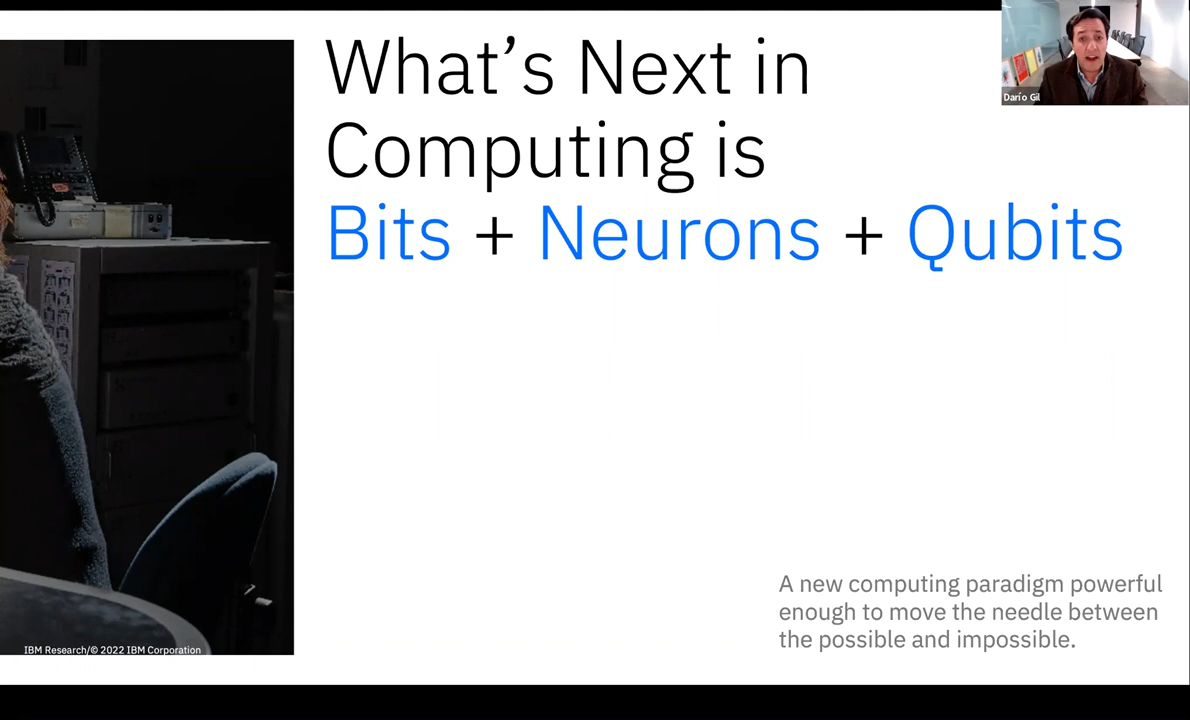 What’s Next in
Computing is
Bits + Neurons + Qubits
Darío Gil
A new computing paradigm powerful
enough to move the needle between
the possible and impossible.
IBM Research/© 2022 IBM Corporation